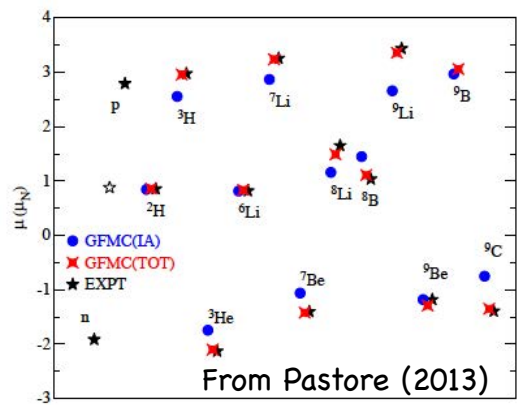 4
3
2
1
0
-1
-2
-3
μ (μN)
p
³H
⁷Li
⁹Li
⁹B
²H
⁶Li
⁸Li
⁸B
GFMC(IA)
GFMC(TOT)
EXPT
n
³He
⁷Be
⁹Be
⁹C
From Pastore (2013)